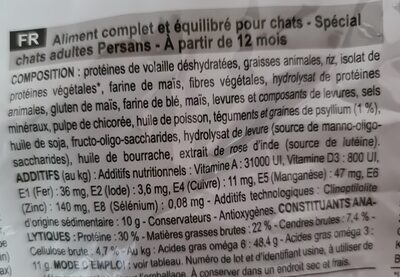 FR Aliment complet et équilibré pour chats - Spécial
chats adultes Persans - À partir de 12 mois
COMPOSITION : protéines de volaille déshydratées, graisses animales, riz, isolat de
protéines végétales*, farine de maïs, fibres végétales, hydrolysat de protéines
animales, gluten de maïs, farine de blé, maïs, levures et composants de levures, sels
minéraux, pulpe de chicorée, huile de poisson, téguments et graines de psyllium (1 %),
huile de soja, fructo-oligo-saccharides, hydrolysat de levure (source de manno-oligo-
saccharides), huile de bourrache, extrait de rose d'inde (source de lutéine).
ADDITIFS (au kg) : Additifs nutritionnels : Vitamine A : 31000 UI, Vitamine D3 : 800 UI,
E1 (Fer) : 36 mg, E2 (Iode) : 3,6 mg, E4 (Cuivre) : 11 mg, E5 (Manganèse) : 47 mg, E6
(Zinc) : 140 mg, E8 (Sélénium) : 0,08 mg - Additifs technologiques : Clinoptilolite
d'origine sédimentaire : 10 g - Conservateurs - Antioxygènes. CONSTITUANTS ANA-
LYTIQUES : Protéine : 30 % - Matières grasses brutes : 22 % - Cendres brutes : 7,4 % -
Cellulose brute : 4,7 % - Au kg : Acides gras oméga 6 : 48,4 g - Acides gras oméga 3 :
11 g. MODE D'EMPLOI : voir tableau. Numéro de lot et d'identifiant usine, à utiliser de
l'emballage. À conserver dans un endroit sec et frais.